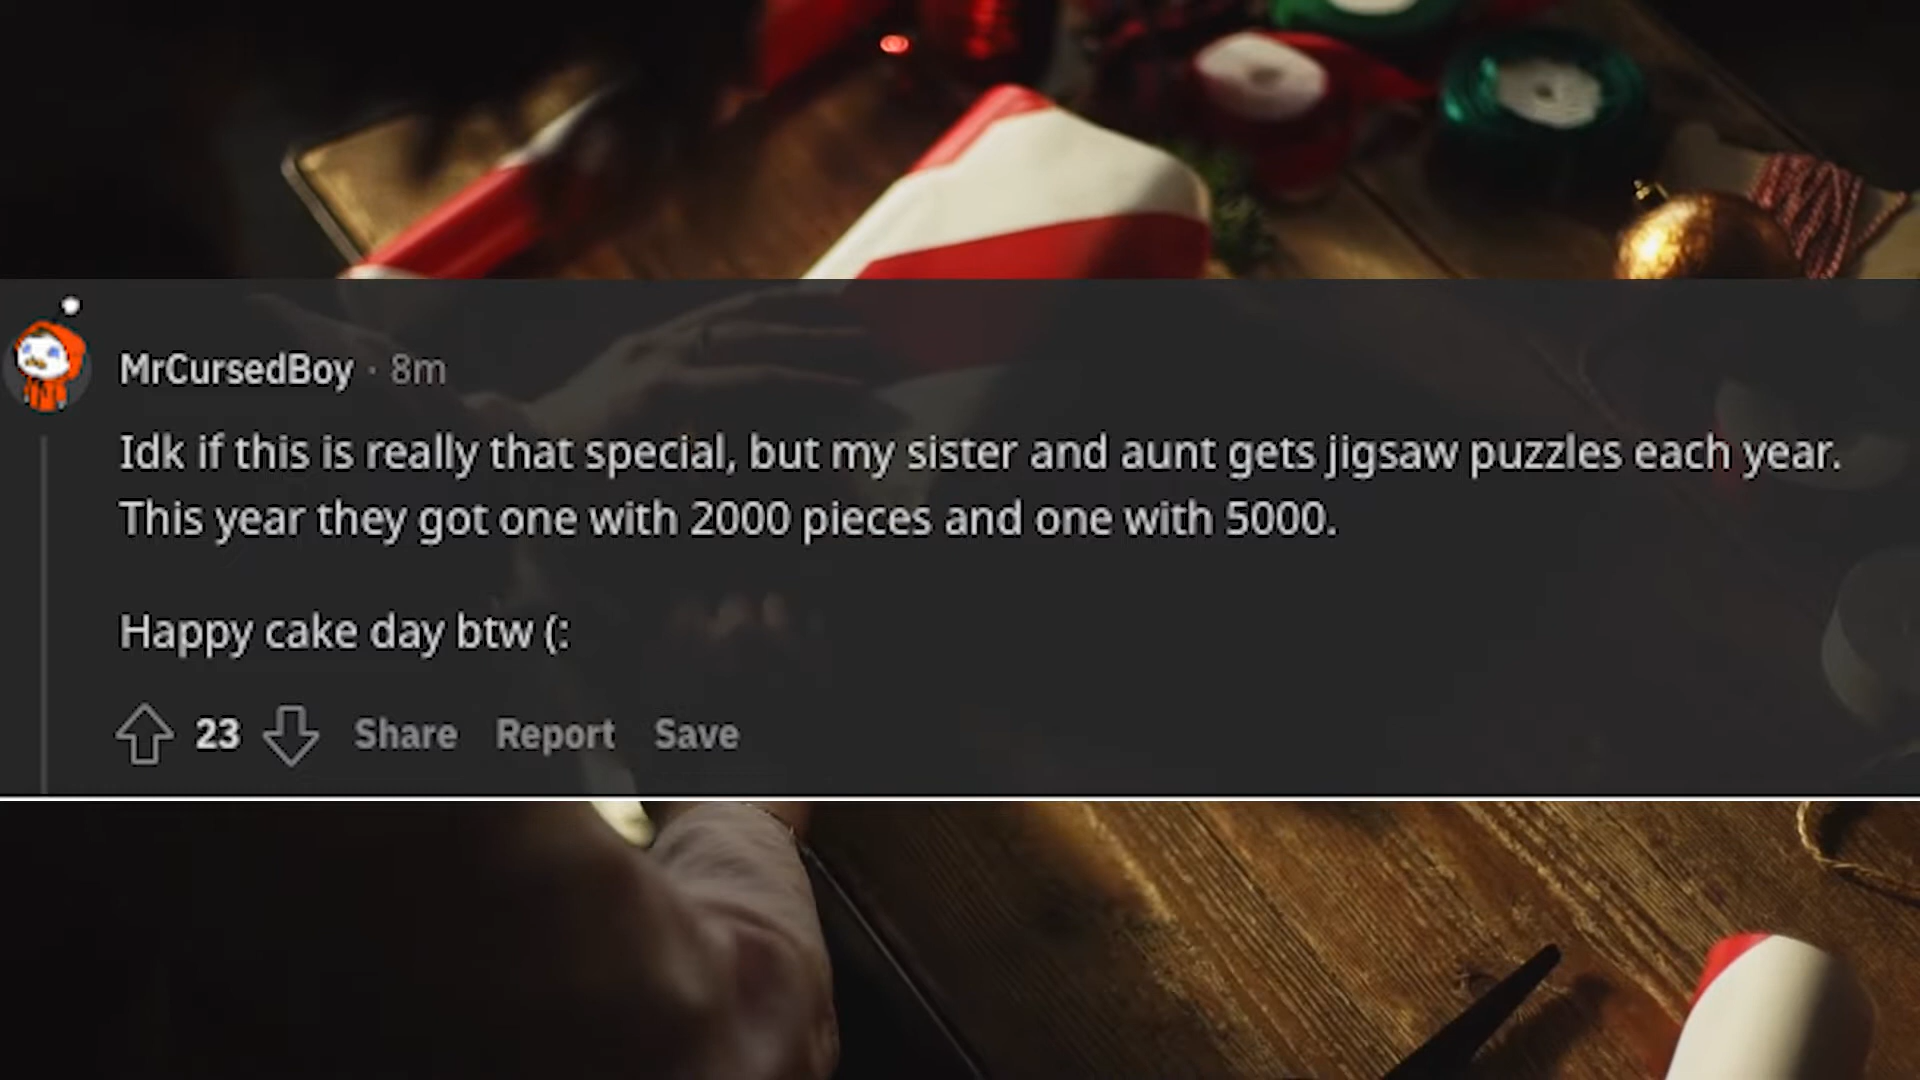 MrCursedBoy · 8m
Idk if this is really that special, but my sister and aunt gets jigsaw puzzles each year.
This year they got one with 2000 pieces and one with 5000.
Happy cake day btw (:
23 Share Report Save